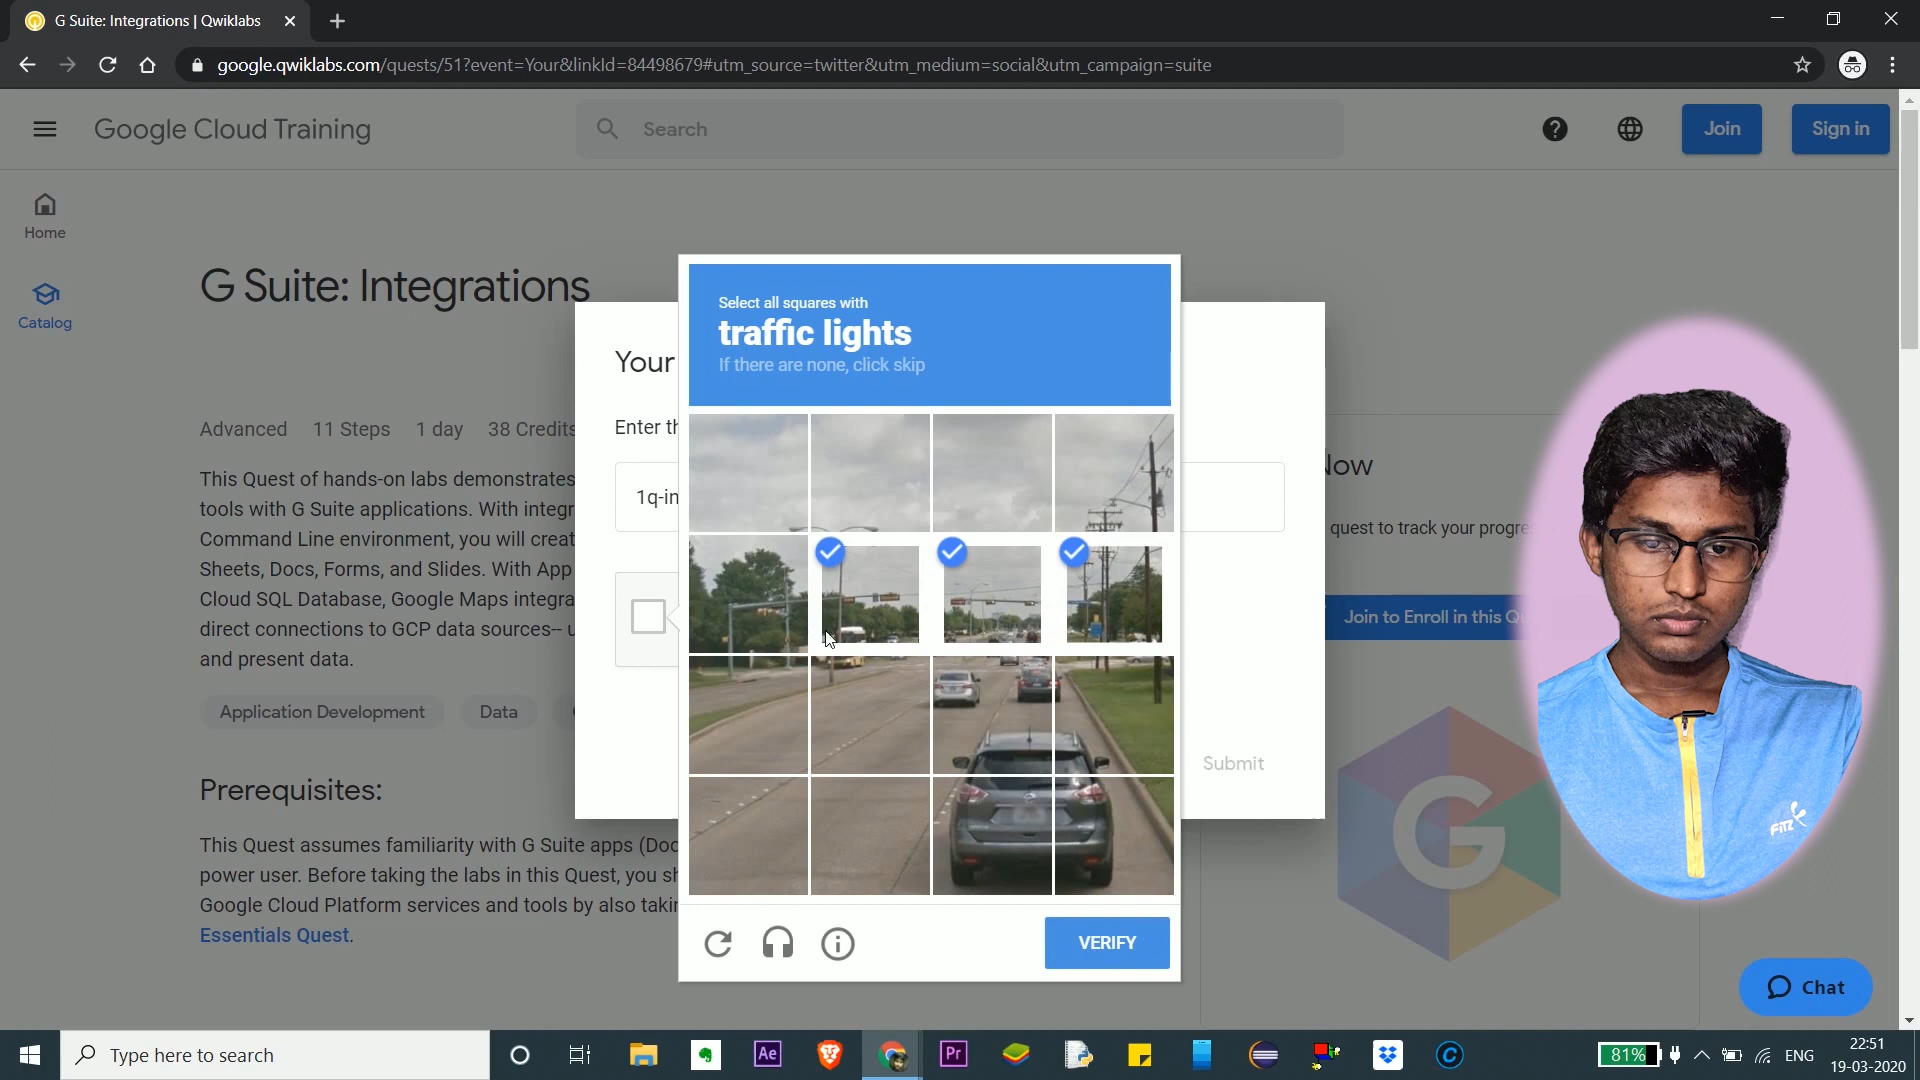 G Suite: Integrations | Qwiklabs
google.qwiklabs.com/quests/51?event=Your&linkId=84498679#utm_source=twitter&utm_medium=social&utm_campaign=suite
Google Cloud Training
Search
Join
Sign in
Home
Catalog
G Suite: Integrations
Advanced 11 Steps 1 day 38 Credits
This Quest of hands-on labs demonstrates
tools with G Suite applications. With integr
Command Line environment, you will creat
Sheets, Docs, Forms, and Slides. With App
Cloud SQL Database, Google Maps integra
direct connections to GCP data sources-- u
and present data.
Application Development
Data
Prerequisites:
This Quest assumes familiarity with G Suite apps (Doc
power user. Before taking the labs in this Quest, you sh
Google Cloud Platform services and tools by also takin
Essentials Quest.
Your
Enter th
1q-in
Submit
Select all squares with
traffic lights
If there are none, click skip
VERIFY
Now
quest to track your progre
Join to Enroll in this Qu
FiTZ
Chat
Type here to search
Ae
Pr
81%
ENG
22:51
19-03-2020